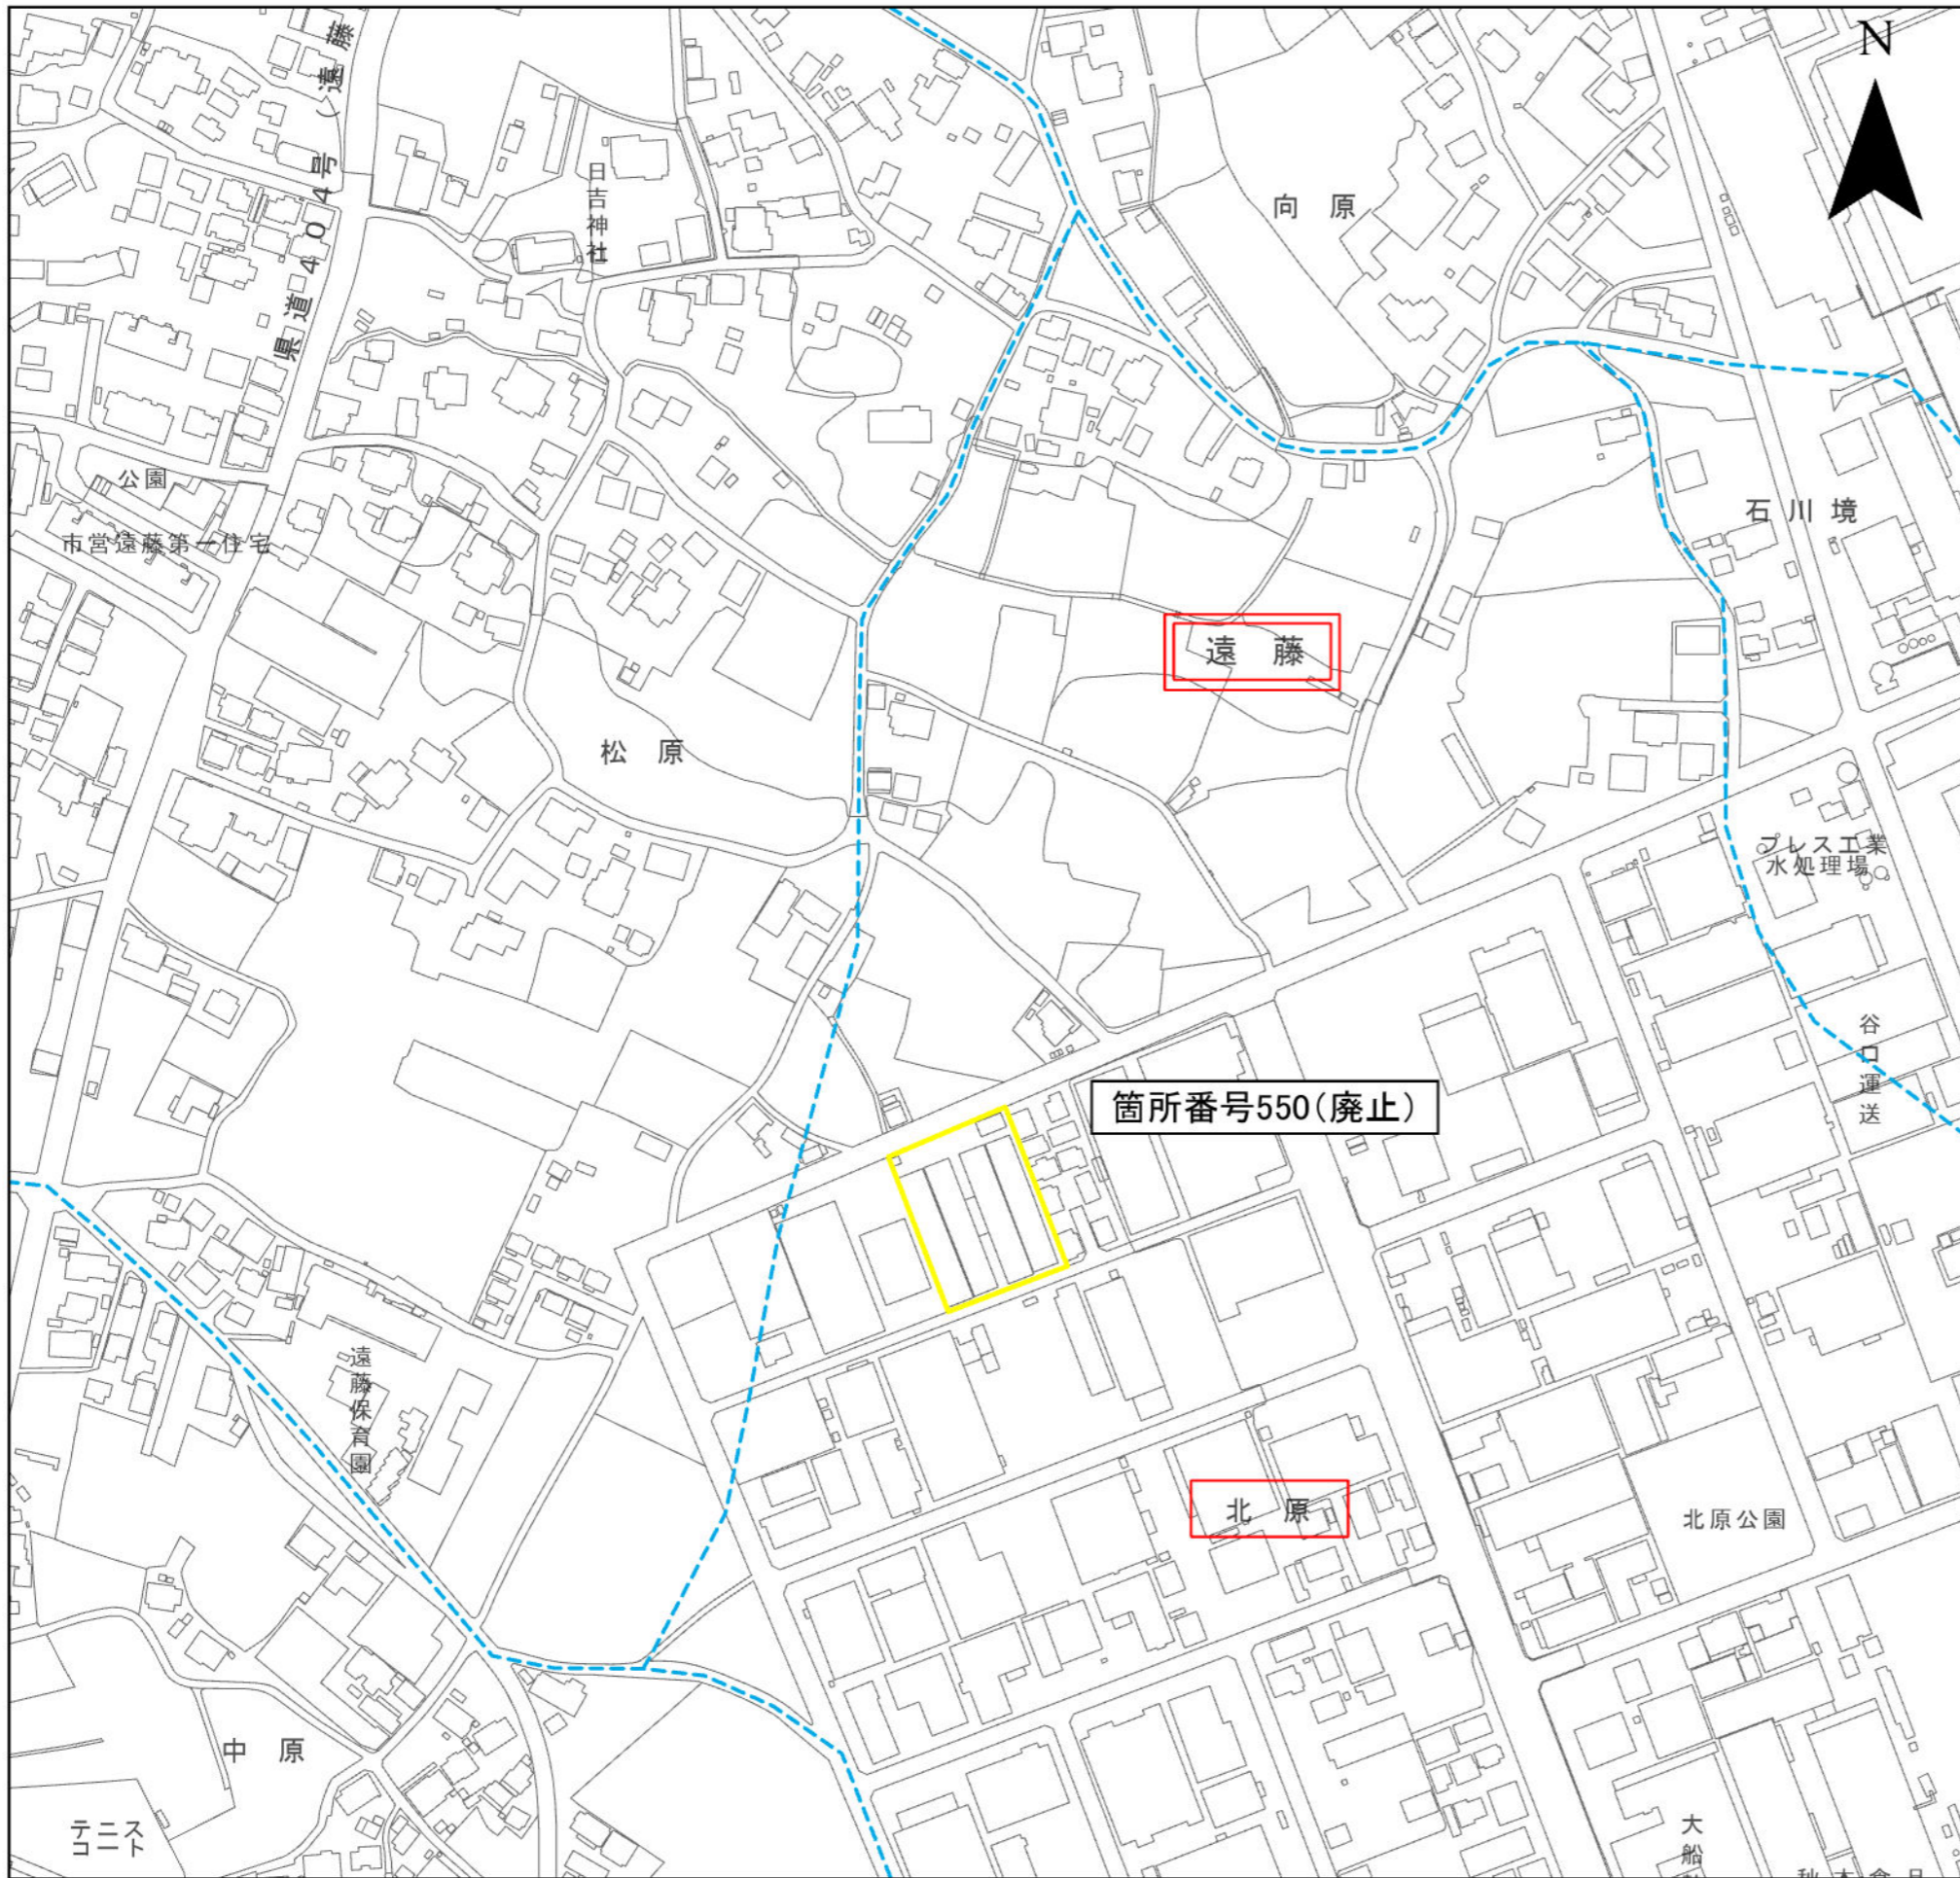 N
県道404号(遠藤
日吉神社
向原
公園
市営遠藤第一住宅
石川境
遠藤
松原
プレス工業
水処理場
谷口運送
箇所番号550(廃止)
遠藤保育園
北原
北原公園
中原
テニス
コート
大船